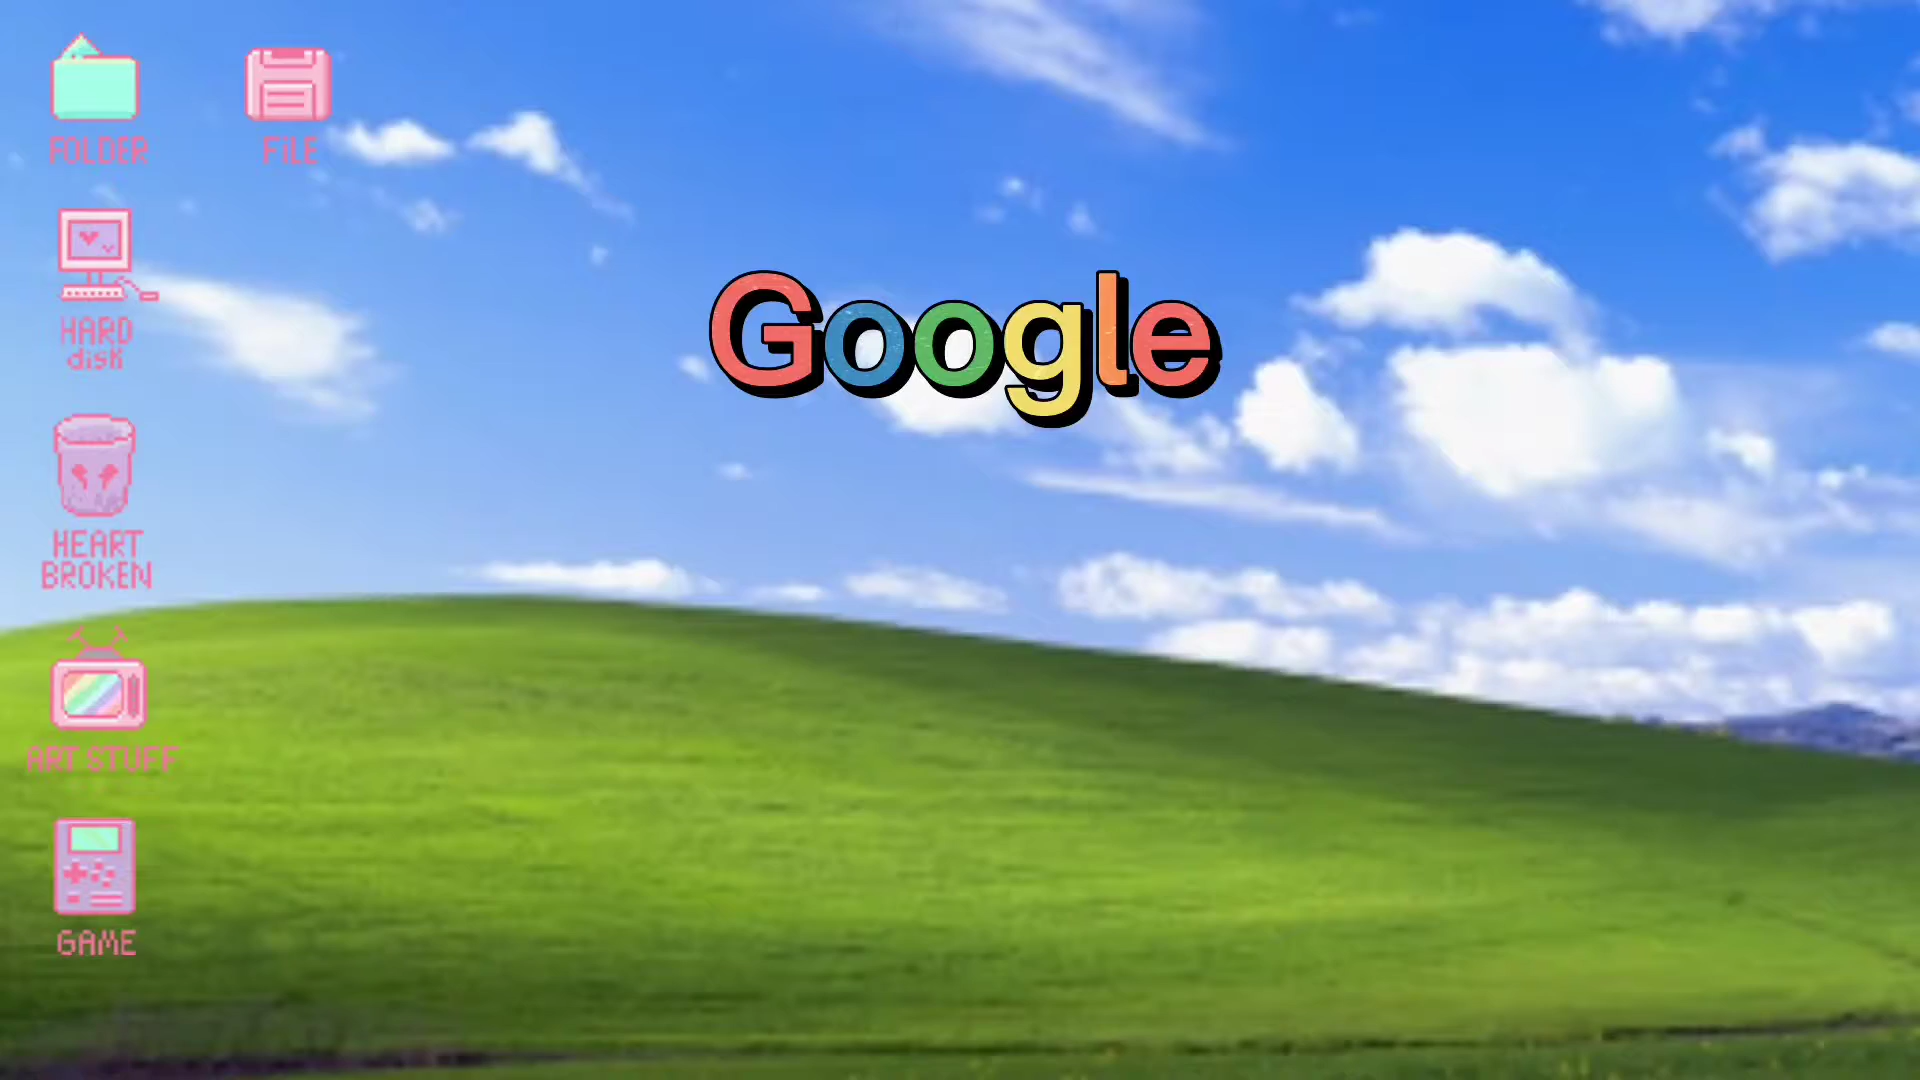 FOLDER
FiLE
Google
HARD
disk
HEART
BROKEN
ART STUFF
GAME